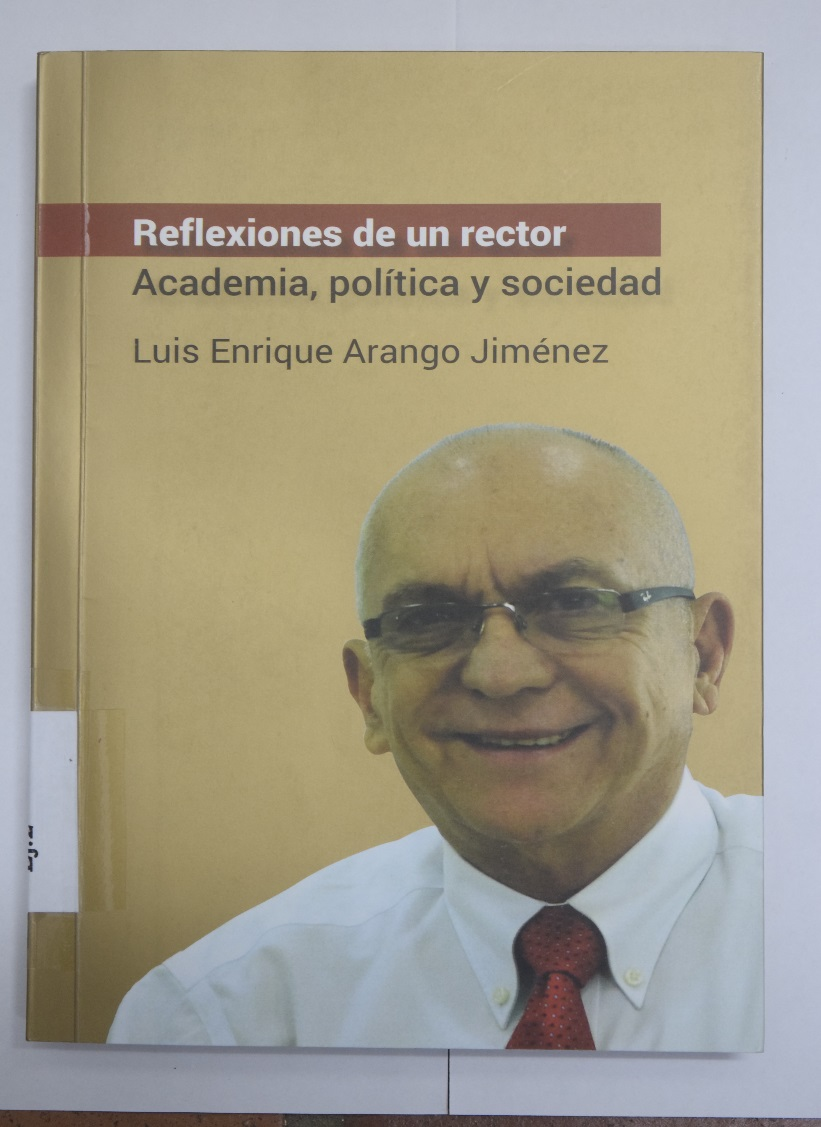 Reflexiones de un rector
Academia, política y sociedad
Luis Enrique Arango Jiménez